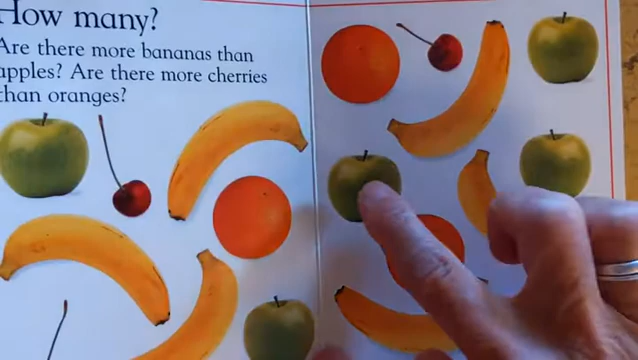 How many?
Are there more bananas than
apples? Are there more cherries
than oranges?